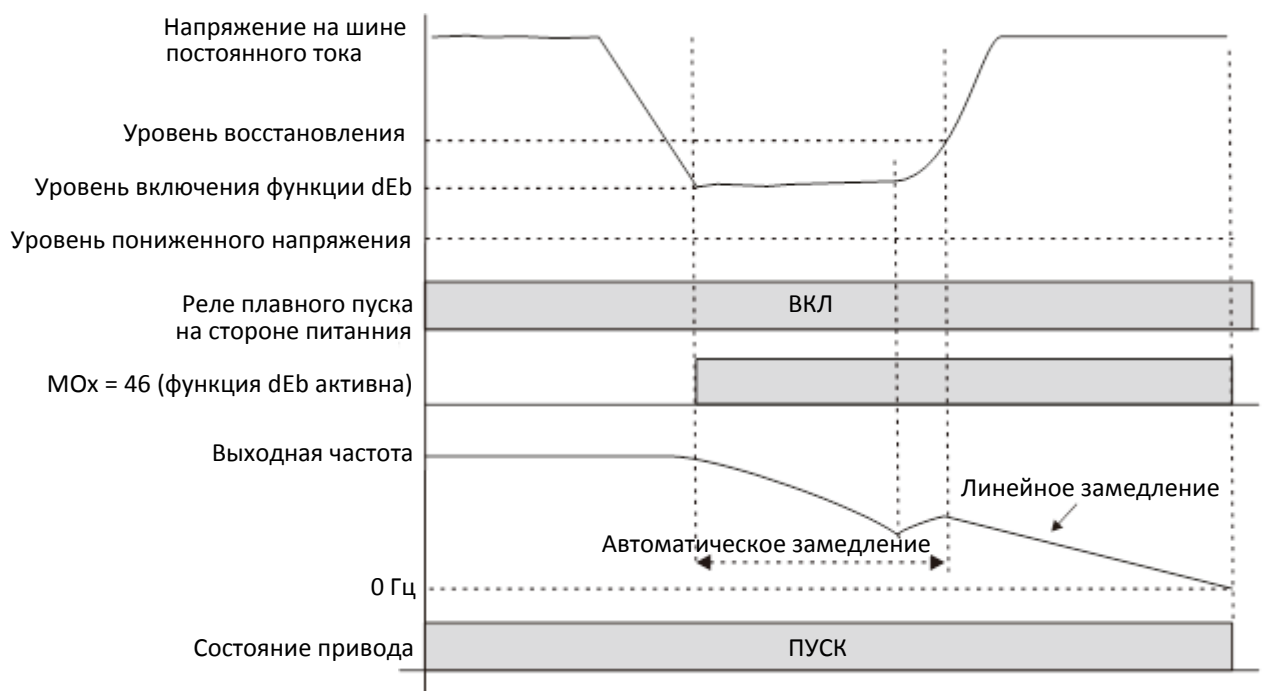 Напряжение на шине
постоянного тока
Уровень восстановления
Уровень включения функции dEb
Уровень пониженного напряжения
Реле плавного пуска
на стороне питанния
ВКЛ
MOx = 46 (функция dEb активна)
Выходная частота
Линейное замедление
Автоматическое замедление
0 Гц
Состояние привода
ПУСК